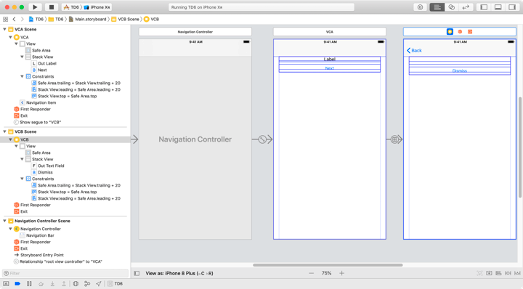 TD6 › iPhone Xʀ
Running TD6 on iPhone Xʀ
TD6 › TD6 › Main.storyboard › VCB Scene › VCB
VCA Scene
VCA
View
Safe Area
Stack View
L Out Label
B Next
Constraints
Safe Area.trailing = Stack View.trailing + 20
Stack View.leading = Safe Area.leading + 20
Stack View.top = Safe Area.top
Navigation Item
First Responder
Exit
Show segue to "VCB"
VCB Scene
VCB
View
Safe Area
Stack View
F Out Text Field
B Dismiss
Constraints
Safe Area.trailing = Stack View.trailing + 20
Stack View.top = Safe Area.top
Stack View.leading = Safe Area.leading + 20
First Responder
Exit
Navigation Controller Scene
Navigation Controller
Navigation Bar
First Responder
Exit
Storyboard Entry Point
Relationship "root view controller" to "VCA"
Filter
Navigation Controller
9:41 AM
Navigation Controller
VCA
9:41 AM
Label
Next
9:41 AM
Back
Dismiss
View as: iPhone 8 Plus (wC hR)
75%
TD6